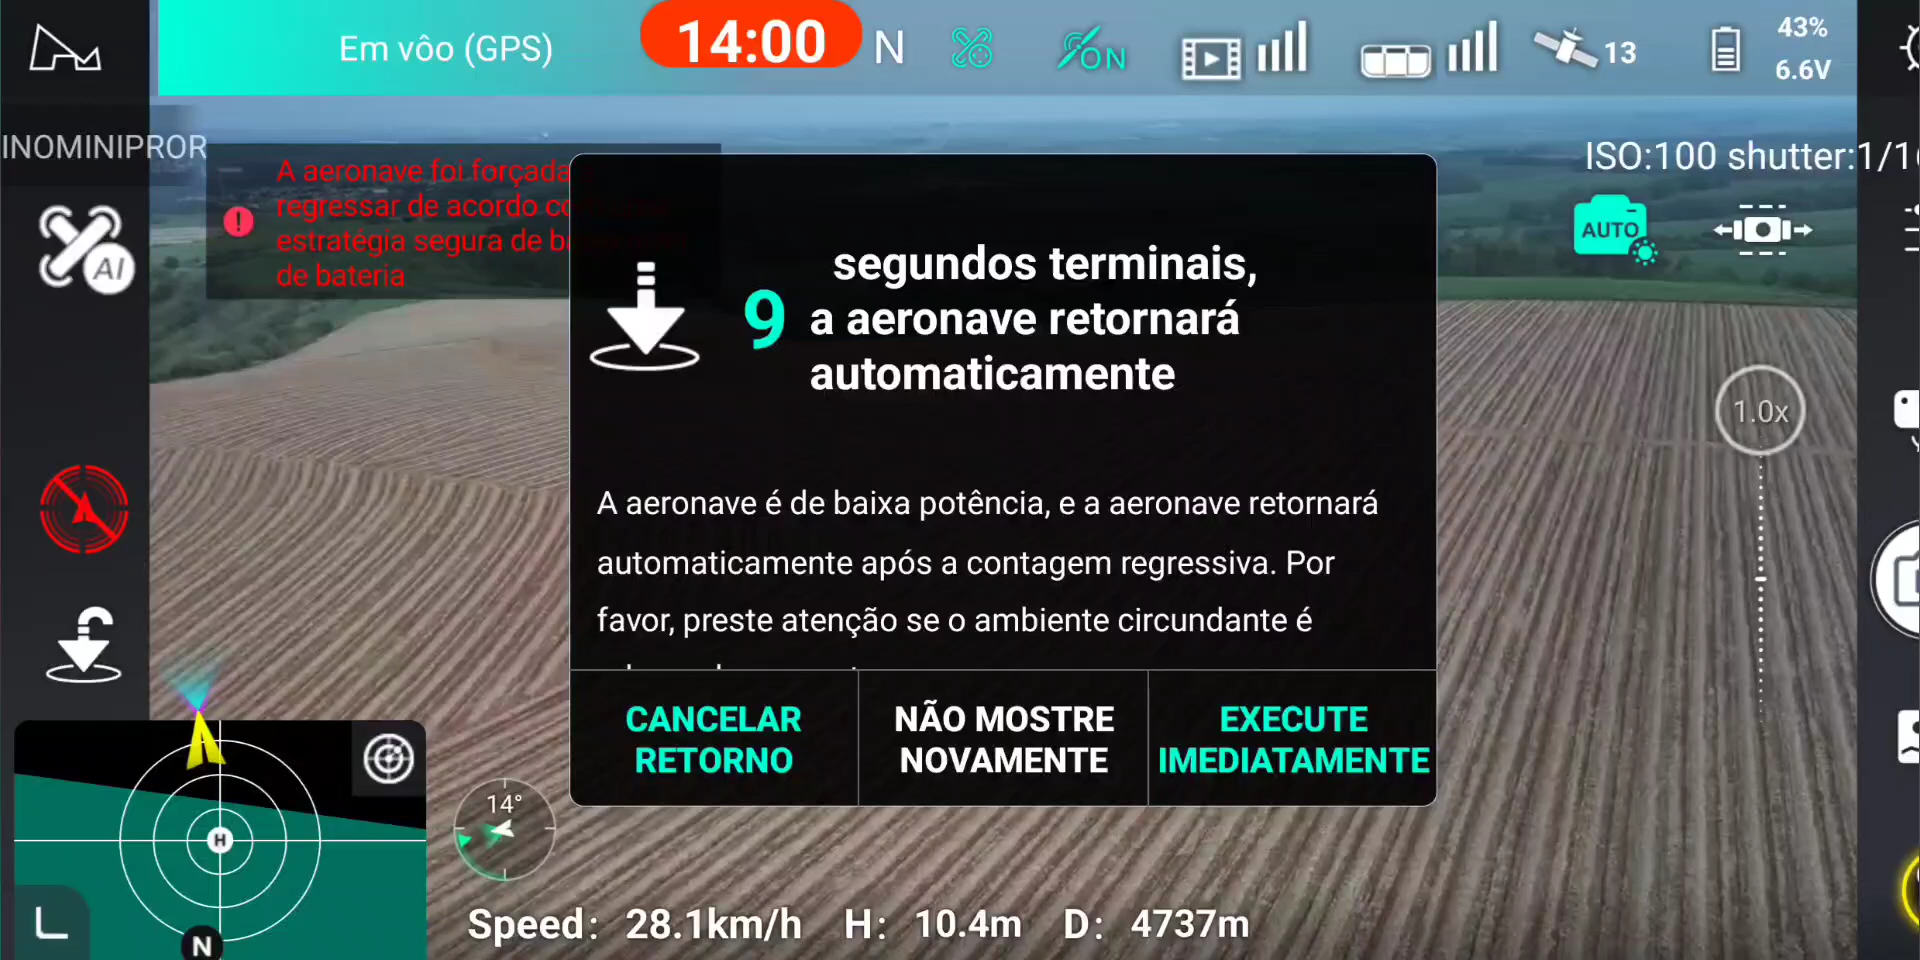 Em vôo (GPS)
14:00
N
ON
13
43%
6.6V
INOMINIPROR
ISO:100 shutter:1/1
A aeronave foi forçada
regressar de acordo
estratégia segura de
de bateria
AI
AUTO
segundos terminais,
9 a aeronave retornará
automaticamente
1.0x
A aeronave é de baixa potência, e a aeronave retornará
automaticamente após a contagem regressiva. Por
favor, preste atenção se o ambiente circundante é
CANCELAR
RETORNO
NÃO MOSTRE
NOVAMENTE
EXECUTE
IMEDIATAMENTE
H
N
L
14°
Speed: 28.1km/h H: 10.4m D: 4737m